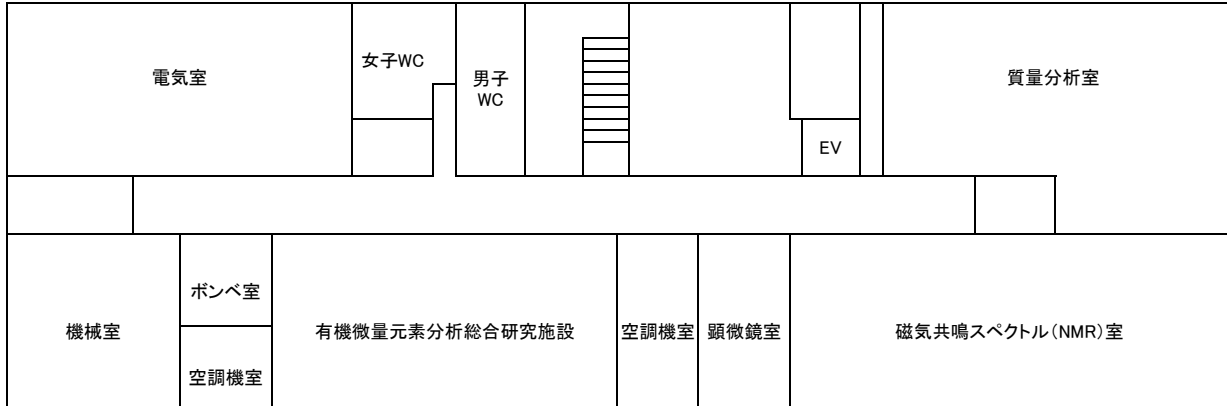 電気室
女子WC
男子
WC
EV
質量分析室
機械室
ボンベ室
空調機室
有機微量元素分析総合研究施設
空調機室
顕微鏡室
磁気共鳴スペクトル(NMR)室